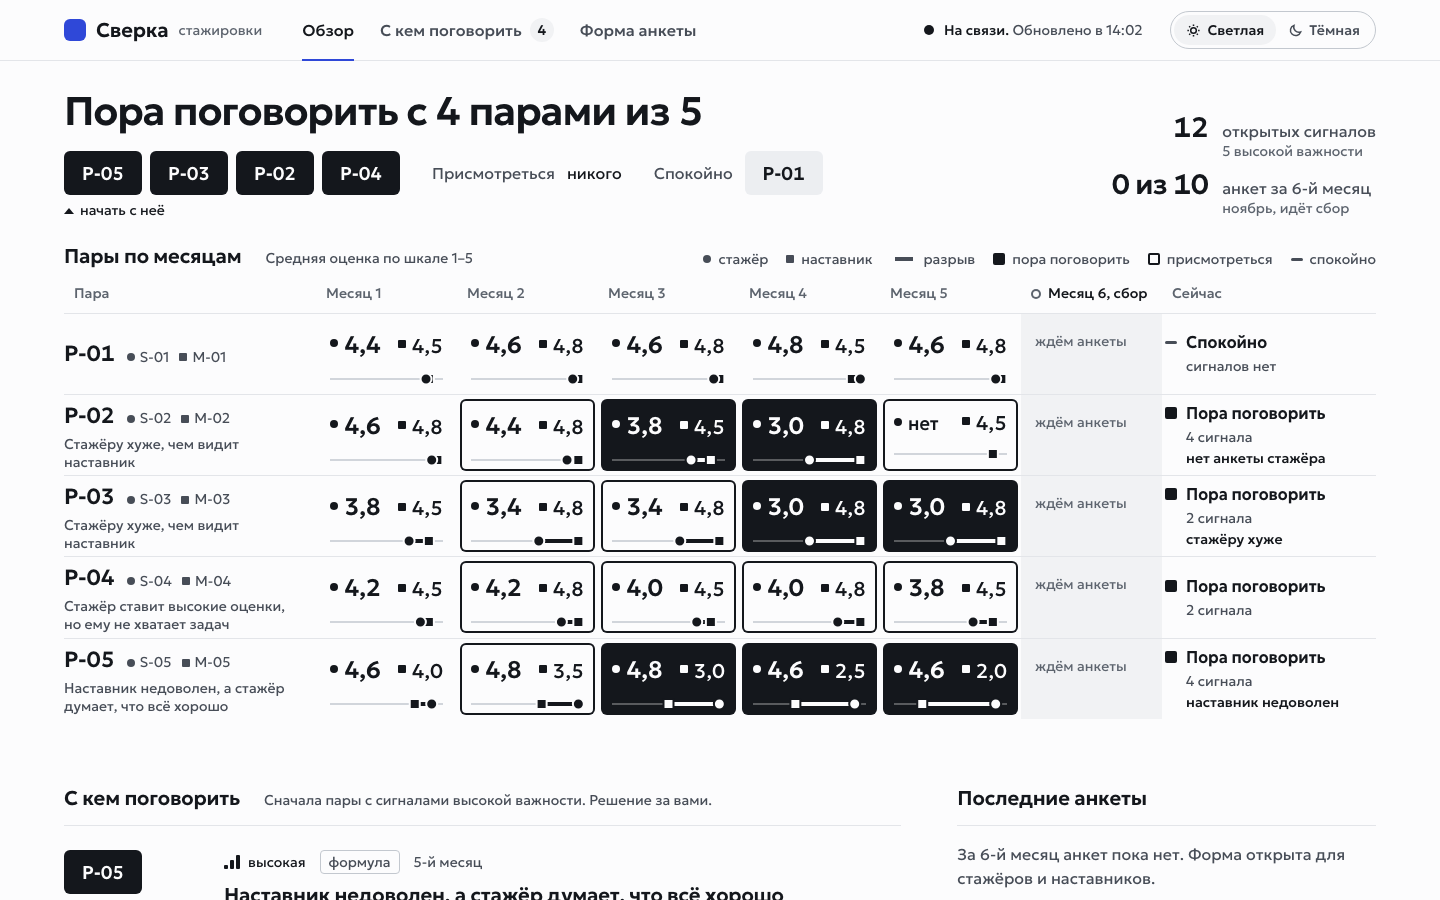 Сверка стажировки Обзор С кем поговорить 4 Форма анкеты На связи. Обновлено в 14:02 Светлая Тёмная
Пора поговорить с 4 парами из 5
P-05 P-03 P-02 P-04 Присмотреться никого Спокойно P-01
начать с неё
12 открытых сигналов
5 высокой важности
0 из 10 анкет за 6-й месяц
ноябрь, идёт сбор
Пары по месяцам Средняя оценка по шкале 1–5 стажёр наставник разрыв пора поговорить присмотреться спокойно
Пара Месяц 1 Месяц 2 Месяц 3 Месяц 4 Месяц 5 Месяц 6, сбор Сейчас
P-01 S-01 M-01 4,4 4,5 4,6 4,8 4,6 4,8 4,8 4,5 4,6 4,8 ждём анкеты Спокойно
сигналов нет
P-02 S-02 M-02 4,6 4,8 4,4 4,8 3,8 4,5 3,0 4,8 нет 4,5 ждём анкеты Пора поговорить
Стажёру хуже, чем видит
наставник
4 сигнала
нет анкеты стажёра
P-03 S-03 M-03 3,8 4,5 3,4 4,8 3,4 4,8 3,0 4,8 3,0 4,8 ждём анкеты Пора поговорить
Стажёру хуже, чем видит
наставник
2 сигнала
стажёру хуже
P-04 S-04 M-04 4,2 4,5 4,2 4,8 4,0 4,5 4,0 4,8 3,8 4,5 ждём анкеты Пора поговорить
Стажёр ставит высокие оценки,
но ему не хватает задач
2 сигнала
P-05 S-05 M-05 4,6 4,0 4,8 3,5 4,8 3,0 4,6 2,5 4,6 2,0 ждём анкеты Пора поговорить
Наставник недоволен, а стажёр
думает, что всё хорошо
4 сигнала
наставник недоволен
С кем поговорить Сначала пары с сигналами высокой важности. Решение за вами.
P-05 высокая формула 5-й месяц
Наставник недоволен, а стажёр думает, что всё хорошо
Последние анкеты
За 6-й месяц анкет пока нет. Форма открыта для
стажёров и наставников.